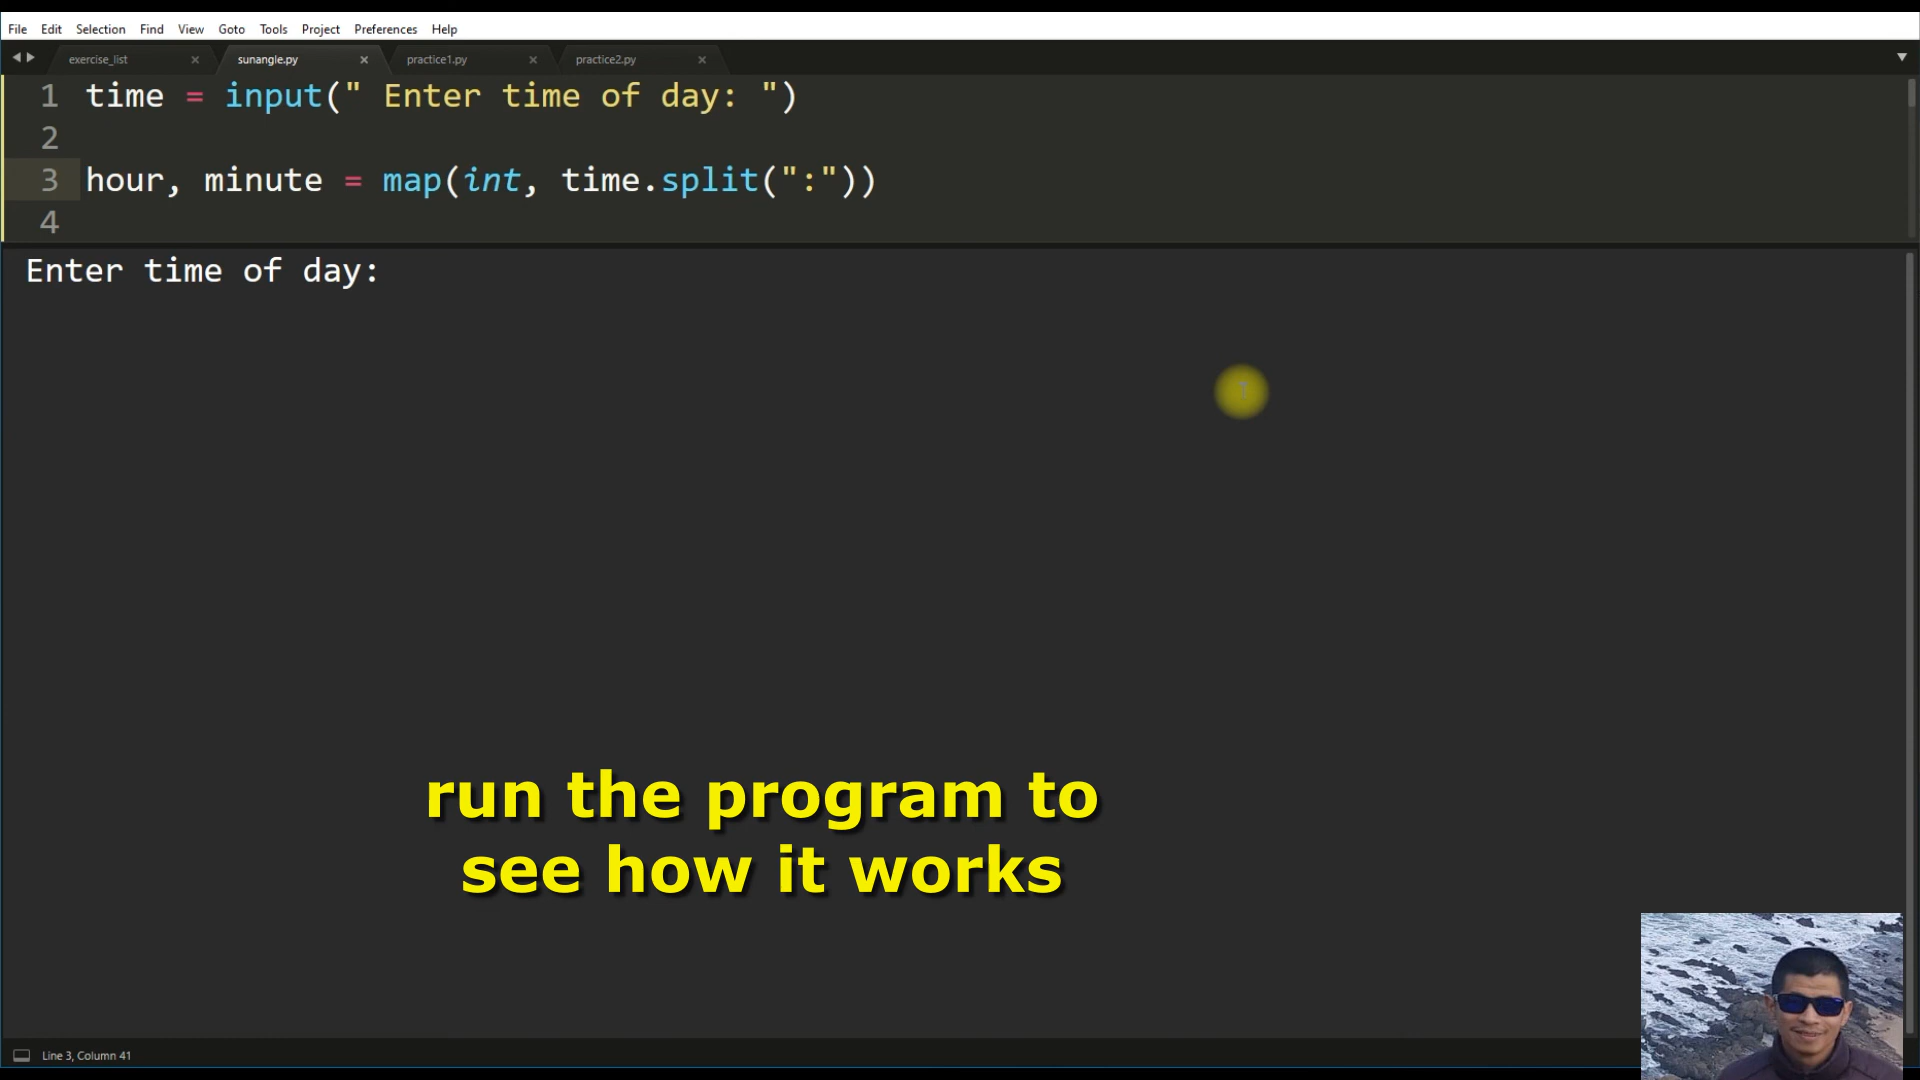 File Edit Selection Find View Goto Tools Project Preferences Help
exercise_list × sunangle.py × practice1.py × practice2.py ×
1 time = input(" Enter time of day: ")
2
3 hour, minute = map(int, time.split(":"))
4
Enter time of day:
run the program to
see how it works
Line 3, Column 41